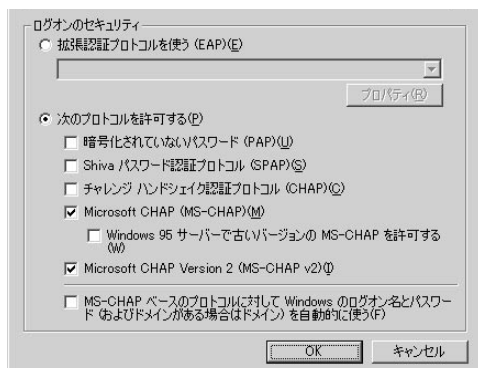 ログオンのセキュリティ
拡張認証プロトコルを使う (EAP)(E)
プロパティ(R)
次のプロトコルを許可する(P)
暗号化されていないパスワード (PAP)(U)
Shiva パスワード認証プロトコル (SPAP)(S)
チャレンジ ハンドシェイク認証プロトコル (CHAP)(C)
Microsoft CHAP (MS-CHAP)(M)
Windows 95 サーバーで古いバージョンの MS-CHAP を許可する
(W)
Microsoft CHAP Version 2 (MS-CHAP v2)(I)
MS-CHAP ベースのプロトコルに対して Windows のログオン名とパスワー
ド (およびドメインがある場合はドメイン) を自動的に使う(F)
OK
キャンセル